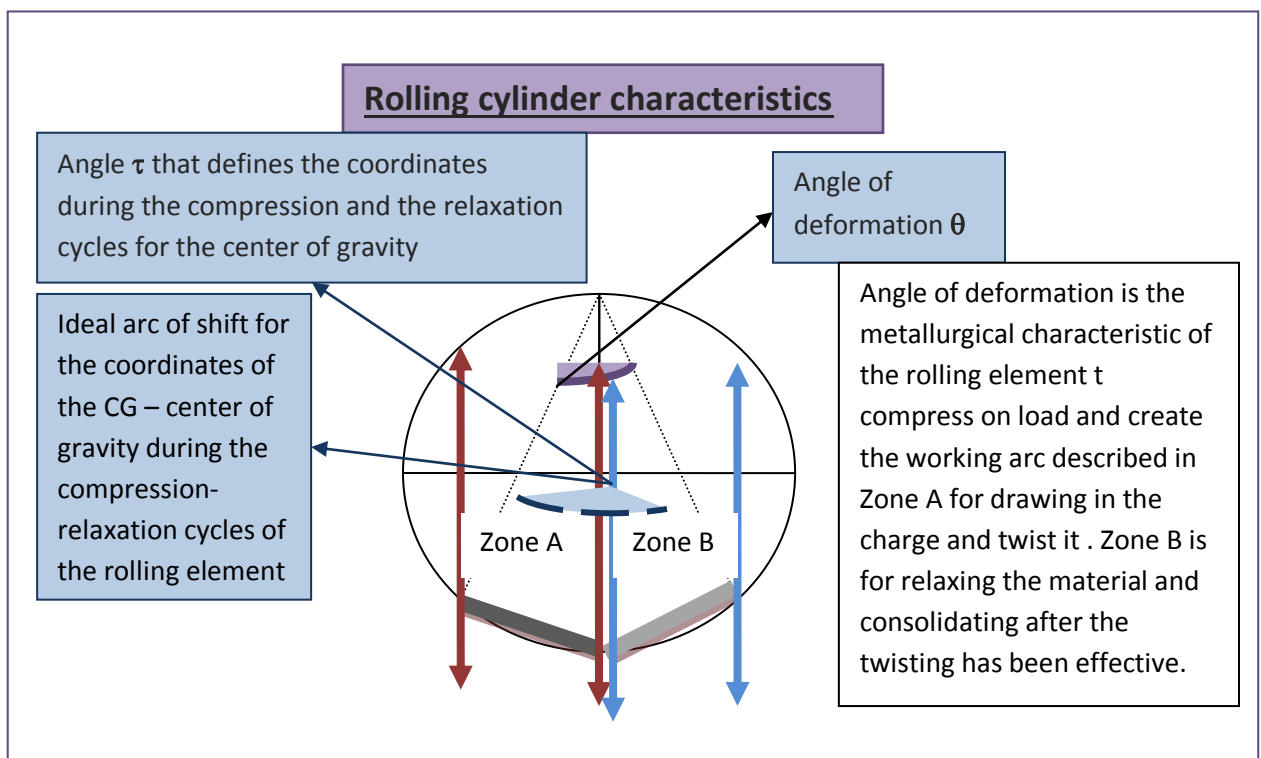 Rolling cylinder characteristics
Angle τ that defines the coordinates
during the compression and the relaxation
cycles for the center of gravity
Angle of
deformation θ
Ideal arc of shift for
the coordinates of
the CG – center of
gravity during the
compression-
relaxation cycles of
the rolling element
Zone A
Zone B
Angle of deformation is the
metallurgical characteristic of
the rolling element t
compress on load and create
the working arc described in
Zone A for drawing in the
charge and twist it . Zone B is
for relaxing the material and
consolidating after the
twisting has been effective.